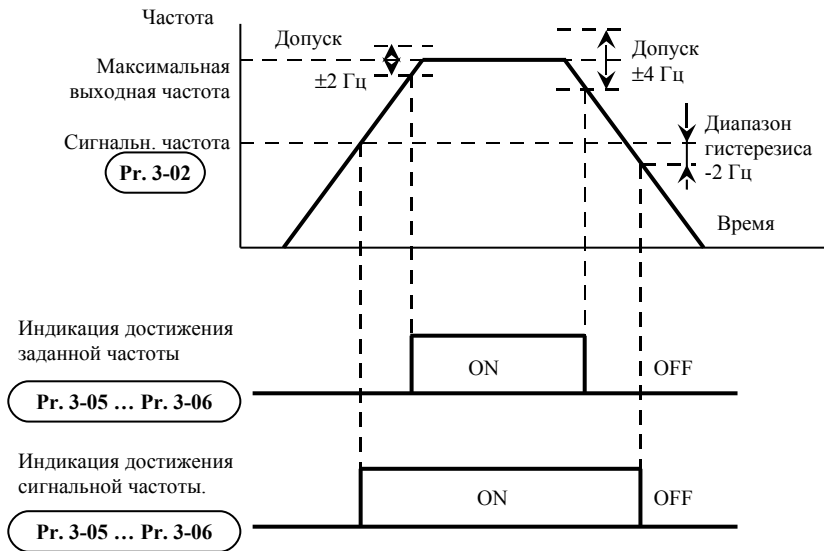 Частота
Допуск
±2 Гц
Допуск
±4 Гц
Максимальная
выходная частота
Сигнальн. частота
Pr. 3-02
Диапазон
гистерезиса
-2 Гц
Время
Индикация достижения
заданной частоты
Pr. 3-05 … Pr. 3-06
ON
OFF
Индикация достижения
сигнальной частоты.
Pr. 3-05 … Pr. 3-06
ON
OFF